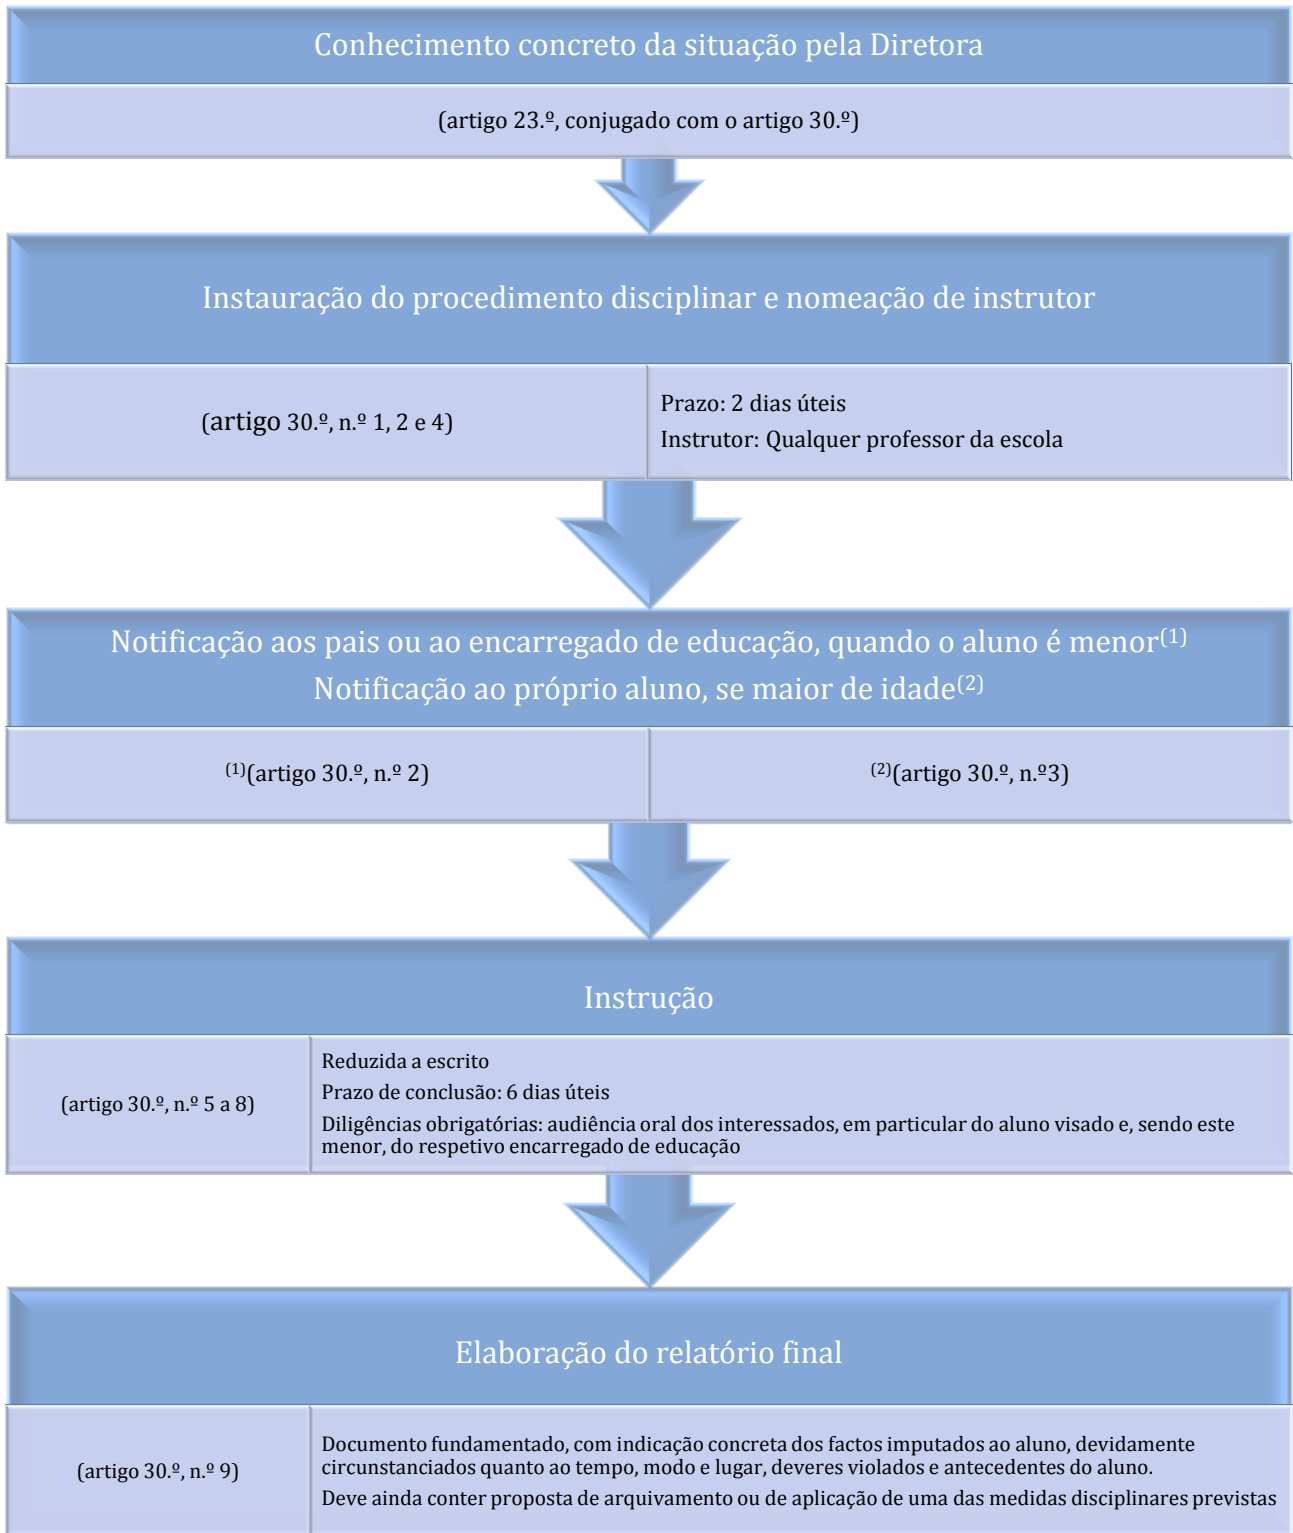 Conhecimento concreto da situação pela Diretora
(artigo 23.º, conjugado com o artigo 30.º)
Instauração do procedimento disciplinar e nomeação de instrutor
(artigo 30.º, n.º 1, 2 e 4)
Prazo: 2 dias úteis
Instrutor: Qualquer professor da escola
Notificação aos pais ou ao encarregado de educação, quando o aluno é menor(1)
Notificação ao próprio aluno, se maior de idade(2)
(1)(artigo 30.º, n.º 2)
(2)(artigo 30.º, n.º3)
Instrução
(artigo 30.º, n.º 5 a 8)
Reduzida a escrito
Prazo de conclusão: 6 dias úteis
Diligências obrigatórias: audiência oral dos interessados, em particular do aluno visado e, sendo este
menor, do respetivo encarregado de educação
Elaboração do relatório final
(artigo 30.º, n.º 9)
Documento fundamentado, com indicação concreta dos factos imputados ao aluno, devidamente
circunstanciados quanto ao tempo, modo e lugar, deveres violados e antecedentes do aluno.
Deve ainda conter proposta de arquivamento ou de aplicação de uma das medidas disciplinares previstas